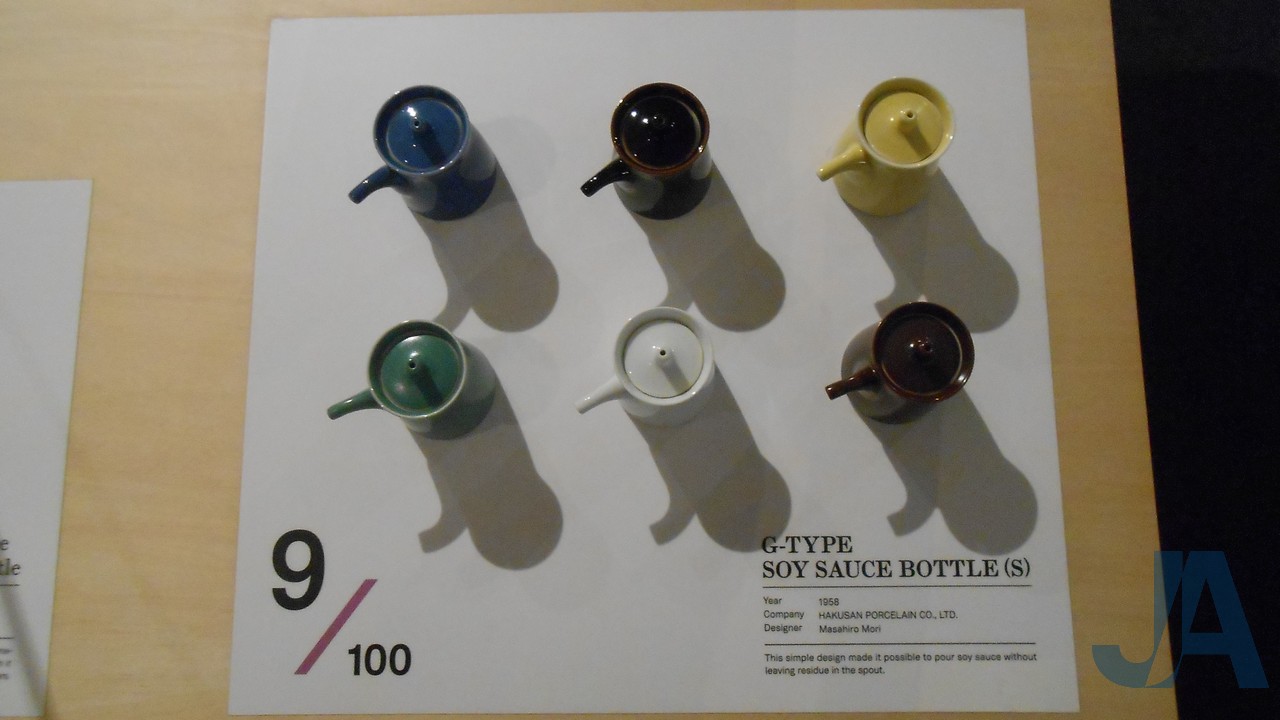 9/100
G-TYPE
SOY SAUCE BOTTLE (S)
Year 1958
Company HAKUSAN PORCELAIN CO., LTD.
Designer Masahiro Mori
This simple design made it possible to pour soy sauce without
leaving residue in the spout.
JA